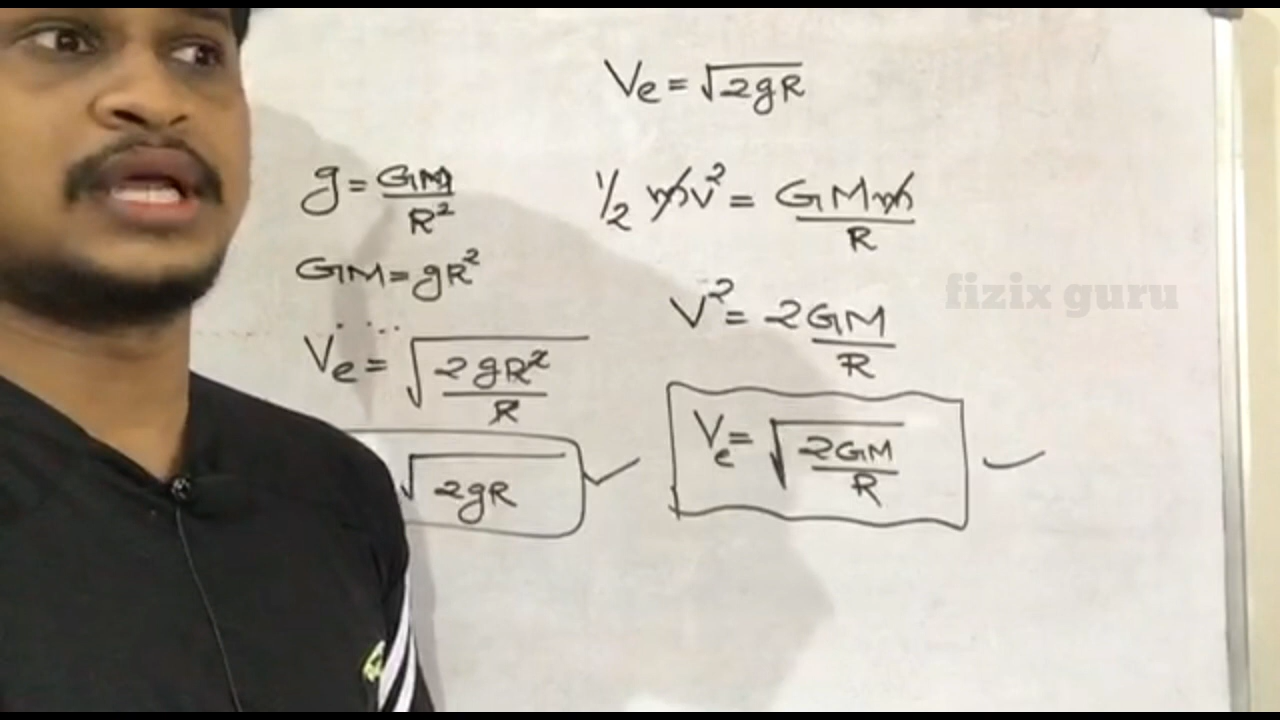 Ve = √2gR
g = GM/R²
GM = gR²
Ve = √2gR²/R
√2gR
1/2 mv² = GMm/R
V² = 2GM/R
Ve = √2GM/R
fizix guru